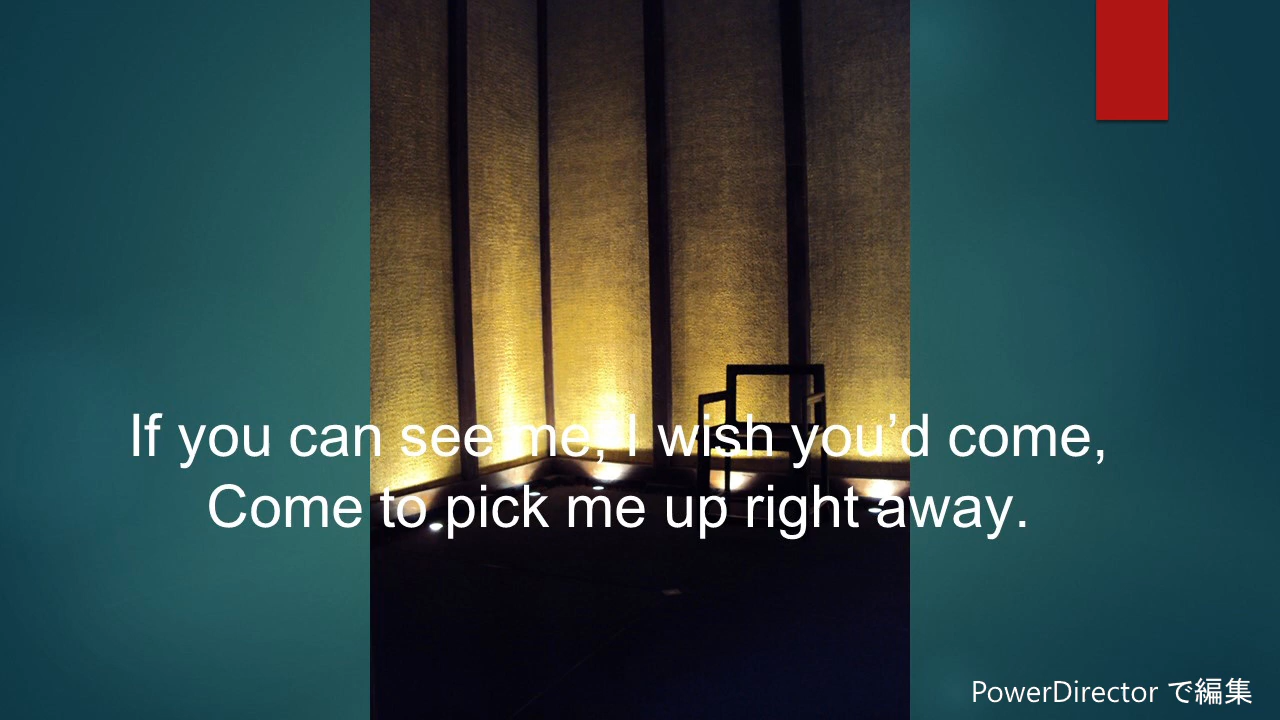 If you can see me, I wish you’d come,
Come to pick me up right away.
PowerDirector で編集